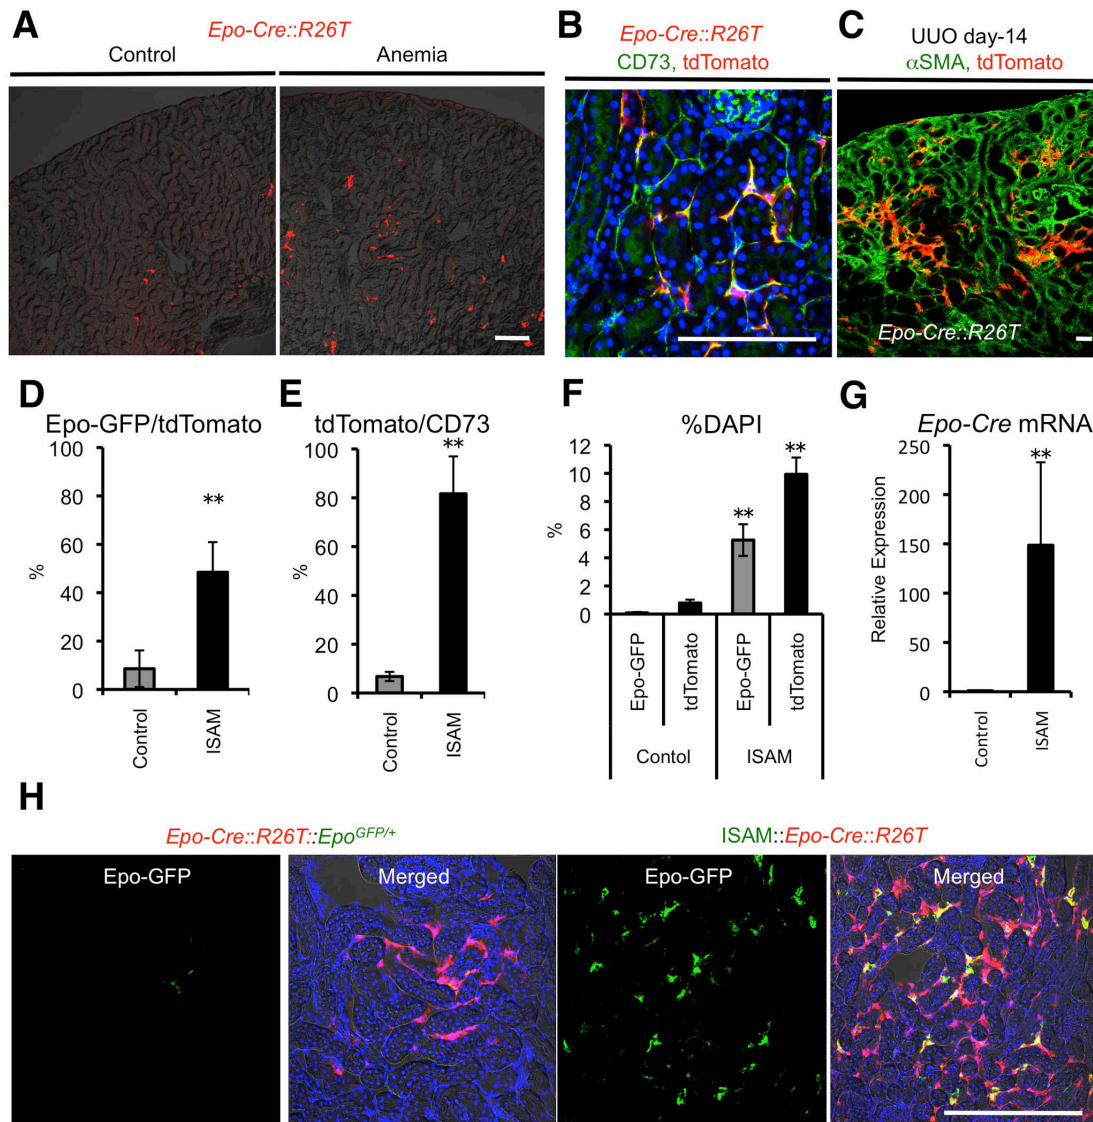 A
Epo-Cre::R26T
Control
Anemia
B
Epo-Cre::R26T
CD73, tdTomato
C
UUO day-14
αSMA, tdTomato
Epo-Cre::R26T
D
Epo-GFP/tdTomato
100
80
60
40
20
0
%
**
Control
ISAM
E
tdTomato/CD73
100
80
60
40
20
0
%
**
Control
ISAM
F
%DAPI
12
10
8
6
4
2
0
%
**
**
Epo-GFP
tdTomato
Epo-GFP
tdTomato
Contol
ISAM
G
Epo-Cre mRNA
250
200
150
100
50
0
Relative Expression
**
Control
ISAM
H
Epo-Cre::R26T::Epo^GFP/+
ISAM::Epo-Cre::R26T
Epo-GFP
Merged
Epo-GFP
Merged